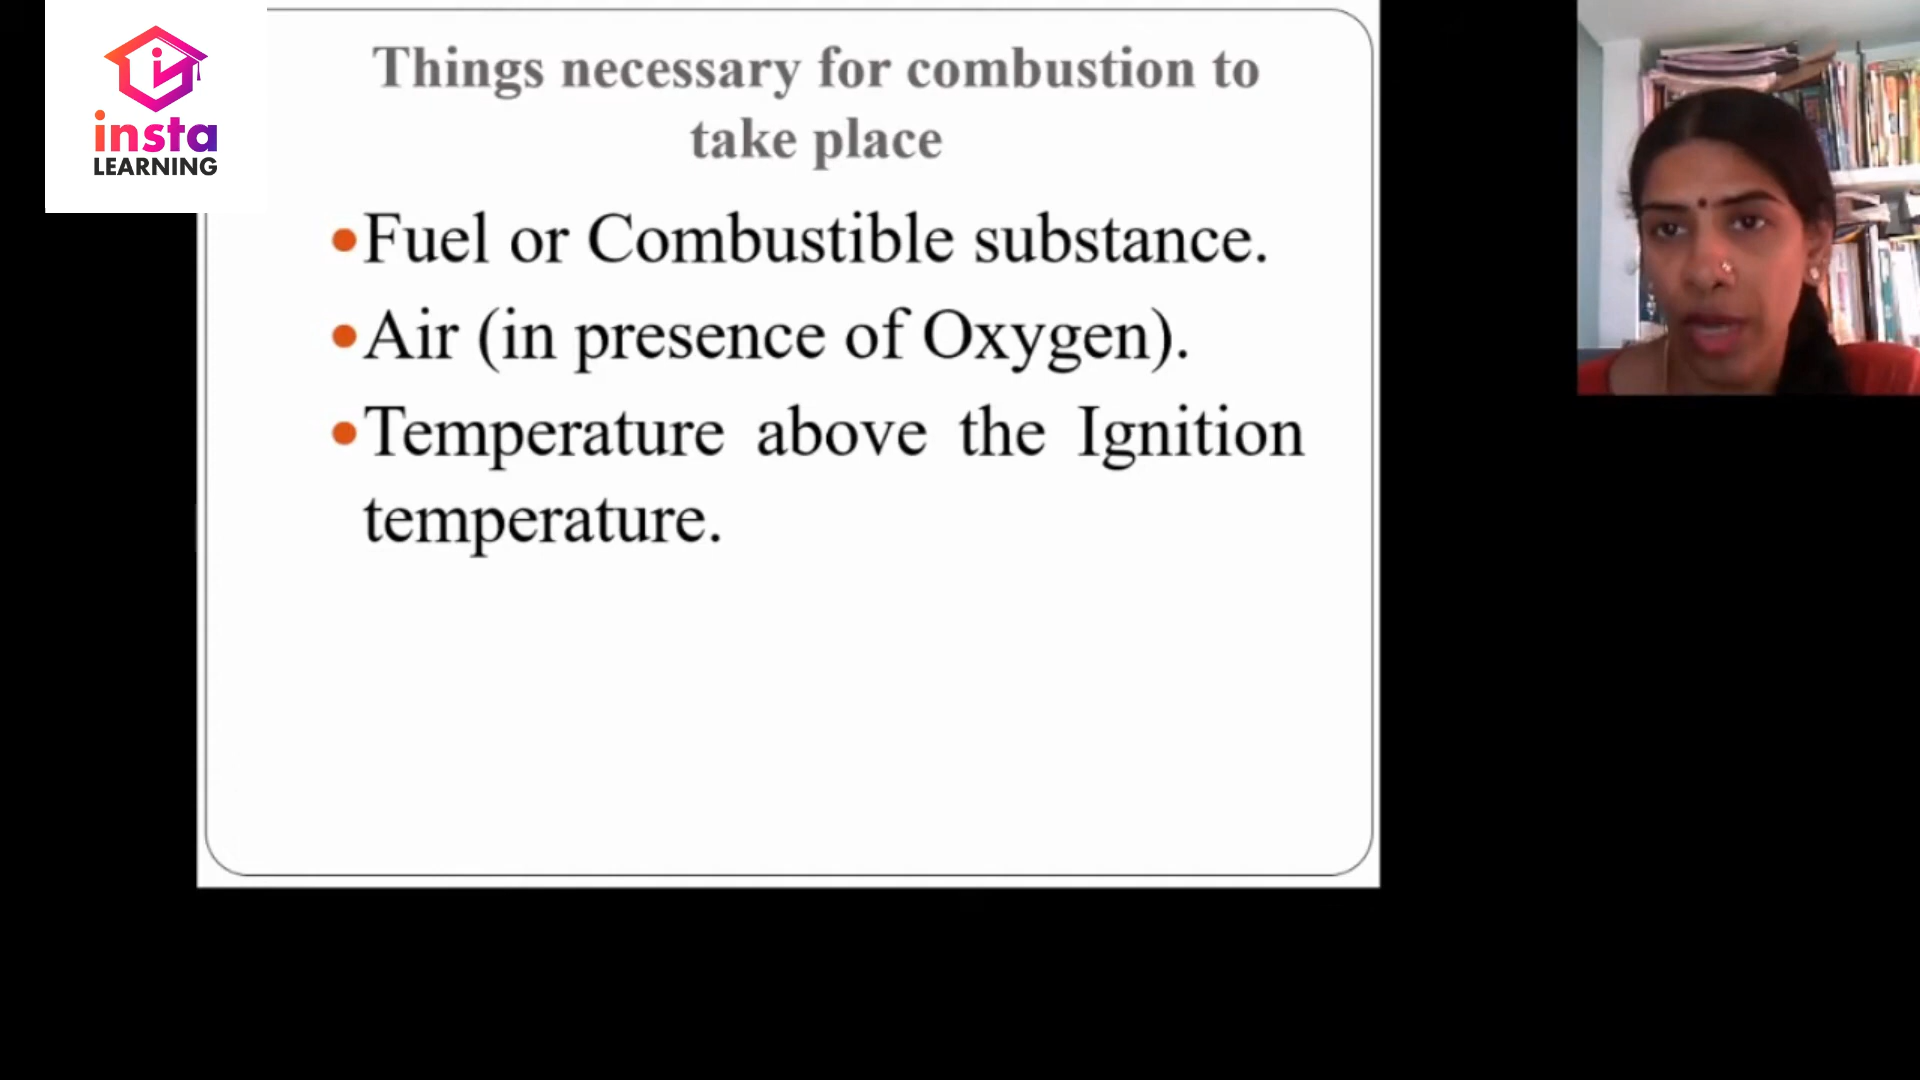 insta
LEARNING
Things necessary for combustion to
take place
•Fuel or Combustible substance.
•Air (in presence of Oxygen).
•Temperature above the Ignition
temperature.